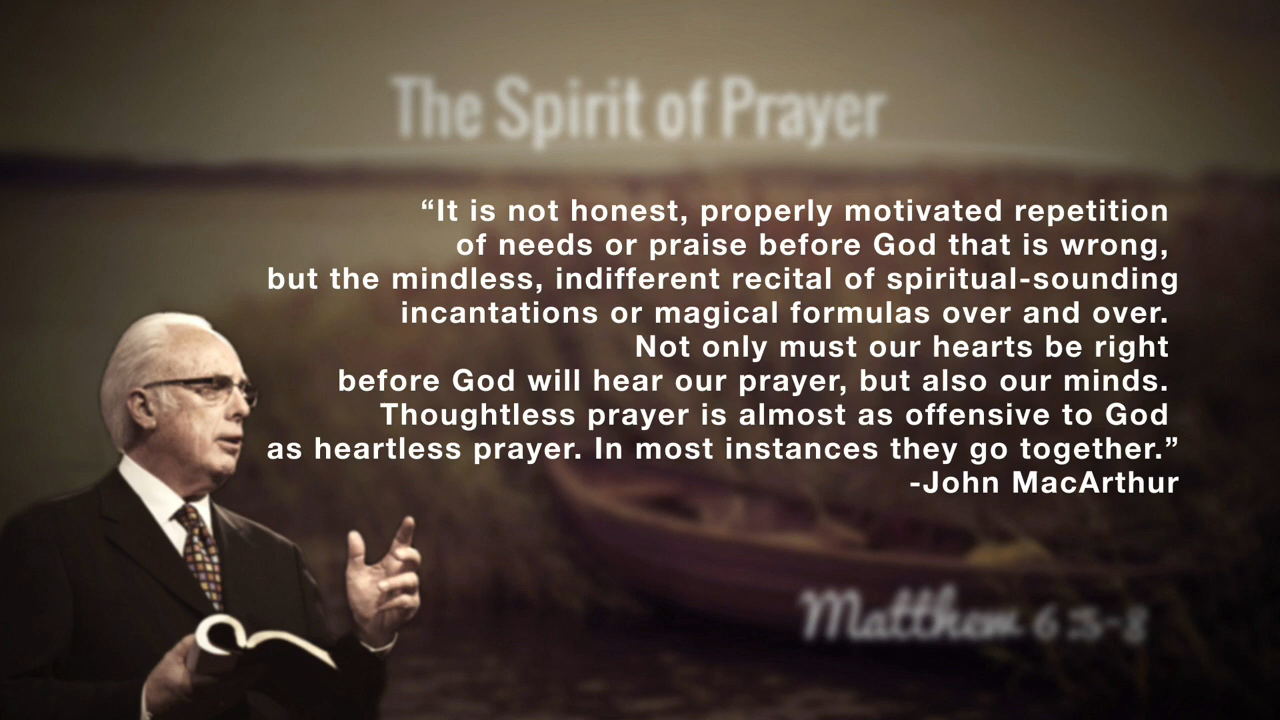 The Spirit of Prayer
“It is not honest, properly motivated repetition
of needs or praise before God that is wrong,
but the mindless, indifferent recital of spiritual-sounding
incantations or magical formulas over and over.
Not only must our hearts be right
before God will hear our prayer, but also our minds.
Thoughtless prayer is almost as offensive to God
as heartless prayer. In most instances they go together.”
-John MacArthur
Matthew 6:5-8